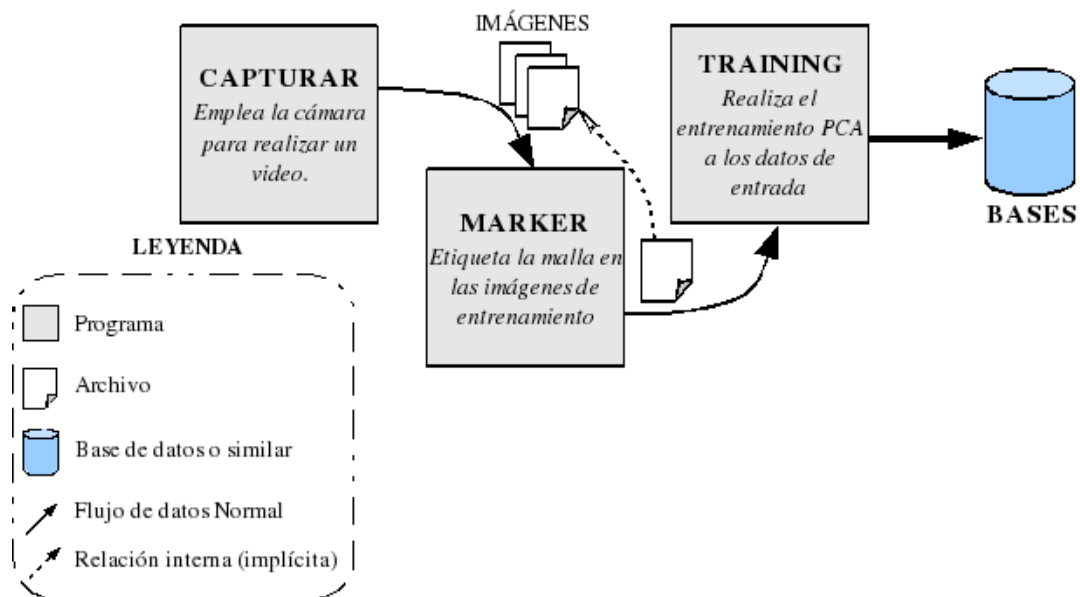 IMÁGENES
CAPTURAR
Emplea la cámara
para realizar un
video.
MARKER
Etiqueta la malla en
las imágenes de
entrenamiento
TRAINING
Realiza el
entrenamiento PCA
a los datos de
entrada
BASES
LEYENDA
Programa
Archivo
Base de datos o similar
Flujo de datos Normal
Relación interna (implícita)